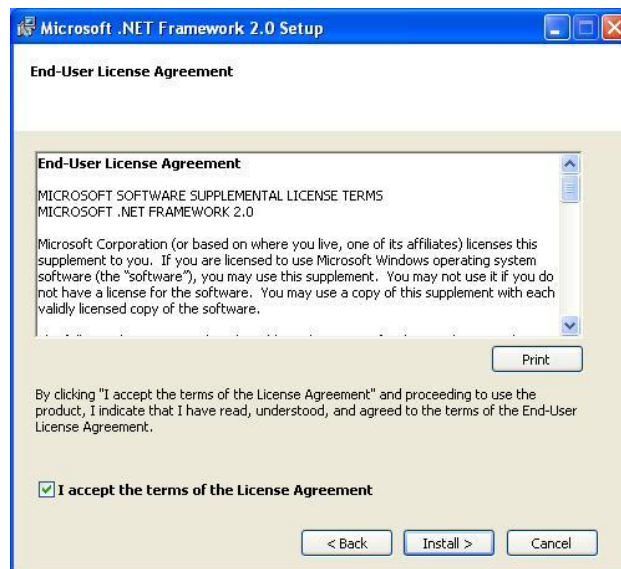 Microsoft .NET Framework 2.0 Setup
End-User License Agreement
End-User License Agreement
MICROSOFT SOFTWARE SUPPLEMENTAL LICENSE TERMS
MICROSOFT .NET FRAMEWORK 2.0
Microsoft Corporation (or based on where you live, one of its affiliates) licenses this
supplement to you.  If you are licensed to use Microsoft Windows operating system
software (the “software”), you may use this supplement.  You may not use it if you do
not have a license for the software.  You may use a copy of this supplement with each
validly licensed copy of the software.
Print
By clicking "I accept the terms of the License Agreement" and proceeding to use the
product, I indicate that I have read, understood, and agreed to the terms of the End-User
License Agreement.
I accept the terms of the License Agreement
< Back
Install >
Cancel